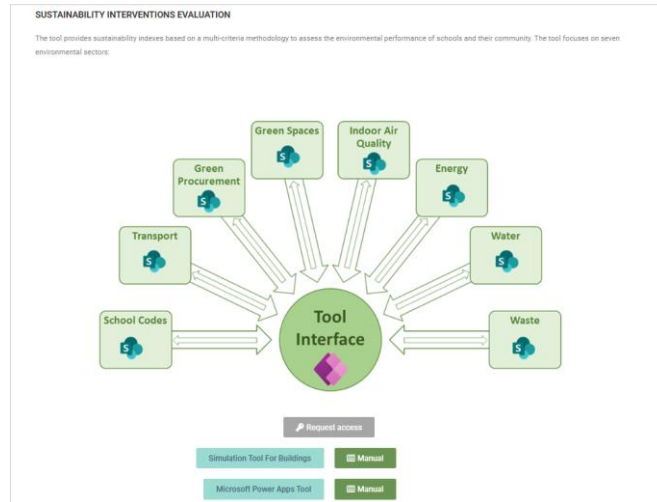 SUSTAINABILITY INTERVENTIONS EVALUATION
The tool provides sustainability indexes based on a multi-criteria methodology to assess the environmental performance of schools and their community. The tool focuses on seven
environmental sectors:
Green Spaces
Indoor Air
Quality
Green
Procurement
Energy
Transport
Water
School Codes
Waste
Tool
Interface
Request access
Simulation Tool For Buildings
Manual
Microsoft Power Apps Tool
Manual